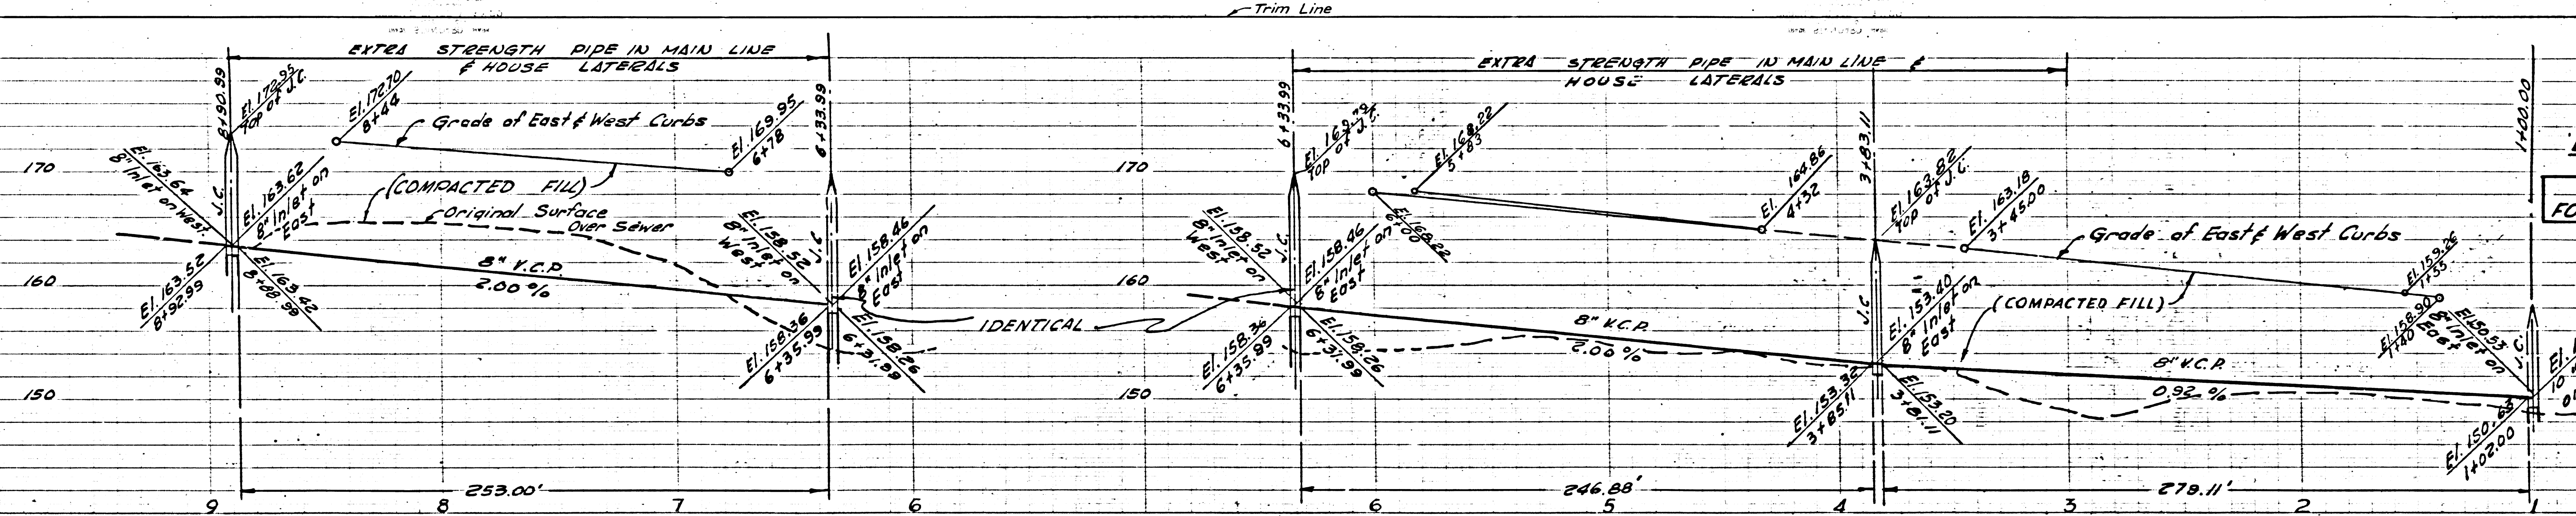 Trim Line
EXTRA STRENGTH PIPE IN MAIN LINE
& HOUSE LATERALS
8+90.99
El. 172.95
Top of J.C.
El. 172.70
8+44
Grade of East & West Curbs
El. 169.95
6+78
6+33.99
170
El. 163.64
8" Inlet
on West
J.C.
El. 163.62
8" Inlet on
East
(COMPACTED FILL)
Original Surface
Over Sewer
El. 158.52
8" Inlet on
West
J.C.
El. 158.46
8" Inlet on
East
160
El. 163.52
8+92.99
El. 163.42
8+88.99
8" V.C.P.
2.00 %
IDENTICAL
El. 158.36
6+35.99
El. 158.26
6+31.99
150
253.00'
9
8
7
6
EXTRA STRENGTH PIPE IN MAIN LINE &
HOUSE LATERALS
6+33.99
Top of J.C.
El. 168.22
5+83
El. 168.22
6+00
El. 164.86
4+32
3+83.11
El. 163.82
Top of J.C.
El. 163.18
3+45.00
1+00.00
170
El. 158.52
8" Inlet on
West
J.C.
El. 158.46
8" Inlet on
East
Grade of East & West Curbs
El. 159.26
1+55
160
J.C.
El. 153.40
8" Inlet on
East
(COMPACTED FILL)
El. 158.90
1+40
El. 150.53
8" Inlet on
East
J.C.
8" V.C.P.
2.00 %
El. 158.36
6+35.99
El. 158.26
6+31.99
8" V.C.P.
0.92 %
150
El. 153.32
3+85.11
El. 153.20
3+81.11
El. 150.63
1+02.00
246.88'
279.11'
6
5
4
3
2
1